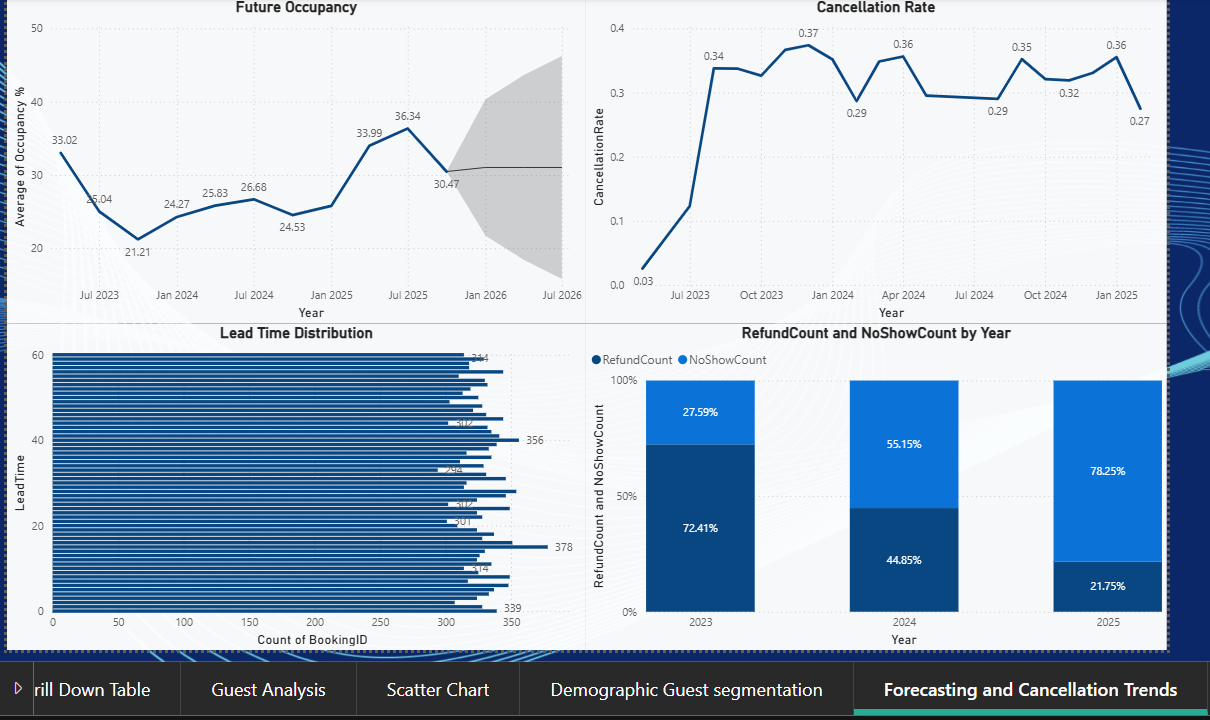 Future Occupancy
50
40
30
20
Average of Occupancy %
33.02
25.04
21.21
24.27
25.83
26.68
24.53
33.99
36.34
30.47
Jul 2023 Jan 2024 Jul 2024 Jan 2025 Jul 2025 Jan 2026 Jul 2026
Year
Cancellation Rate
0.4
0.3
0.2
0.1
0.0
CancellationRate
0.03
0.34
0.37
0.29
0.36
0.29
0.35
0.32
0.36
0.27
Jul 2023 Oct 2023 Jan 2024 Apr 2024 Jul 2024 Oct 2024 Jan 2025
Year
Lead Time Distribution
60
40
20
0
LeadTime
314
302
356
294
302
301
378
314
339
0 50 100 150 200 250 300 350
Count of BookingID
RefundCount and NoShowCount by Year
RefundCount NoShowCount
100%
50%
0%
RefundCount and NoShowCount
27.59%
72.41%
55.15%
44.85%
78.25%
21.75%
2023 2024 2025
Year
rill Down Table Guest Analysis Scatter Chart Demographic Guest segmentation Forecasting and Cancellation Trends